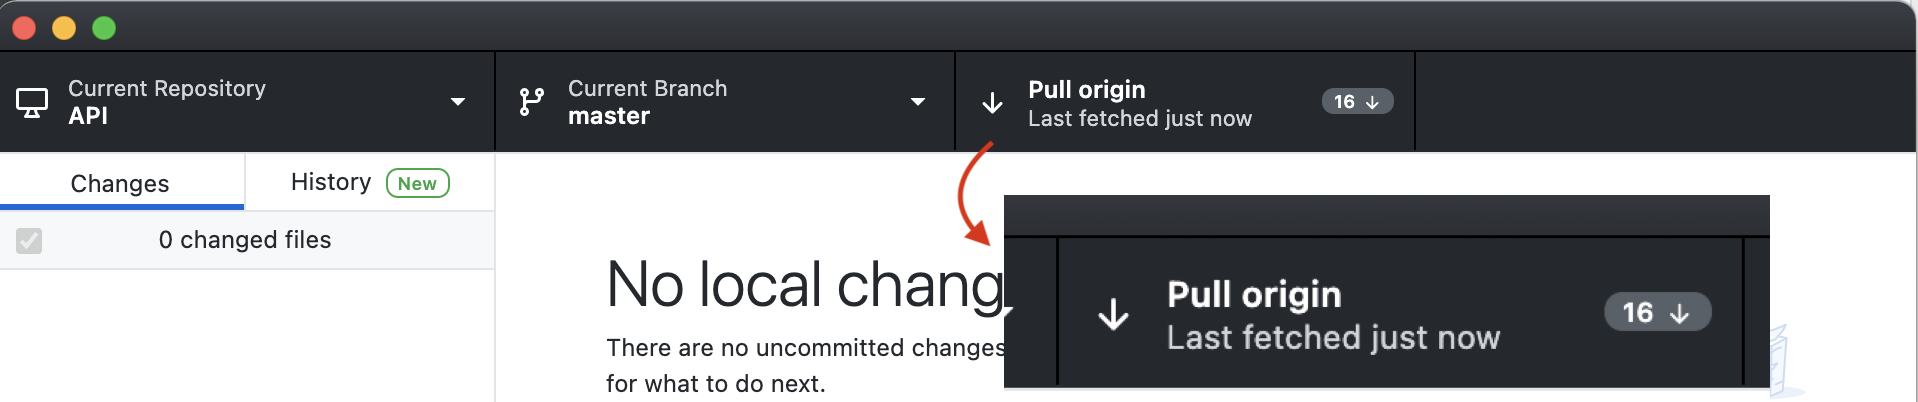 Current Repository
API
Current Branch
master
Pull origin
Last fetched just now
16
Changes
History
New
0 changed files
No local chang
There are no uncommitted changes
for what to do next.
Pull origin
Last fetched just now
16